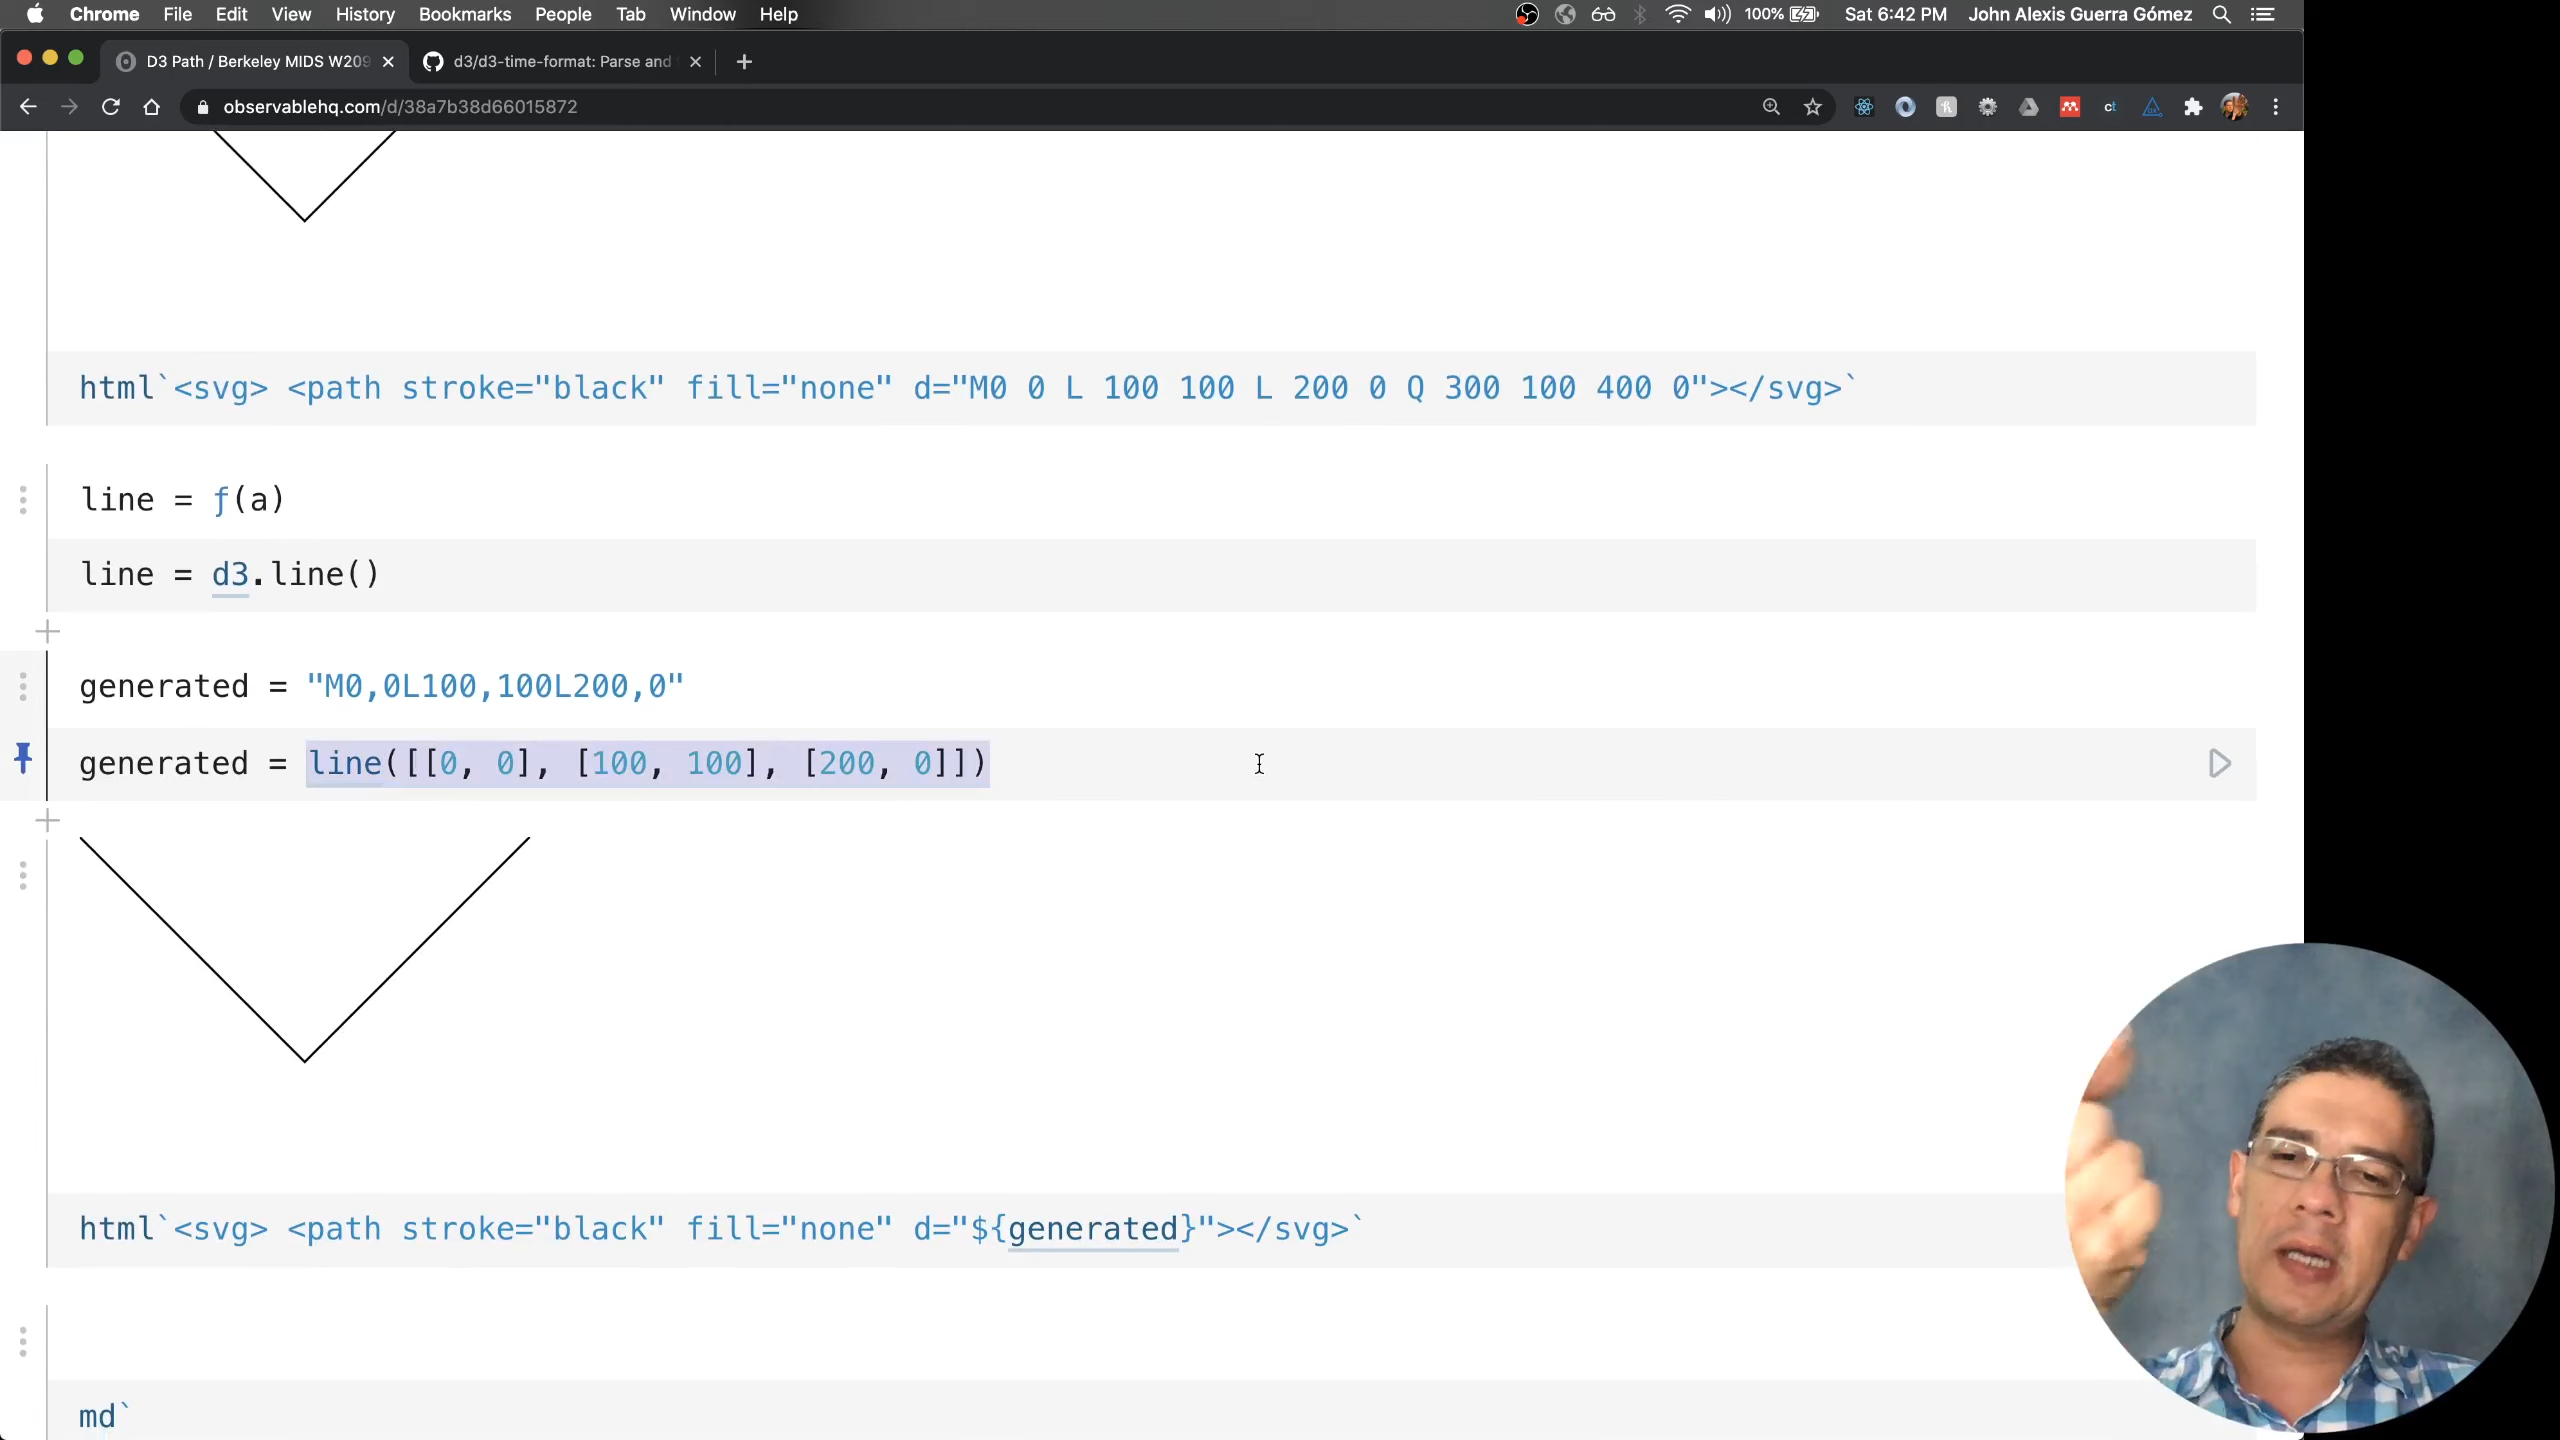 Chrome File Edit View History Bookmarks People Tab Window Help 100% Sat 6:42 PM John Alexis Guerra Gómez
D3 Path / Berkeley MIDS W209 d3/d3-time-format: Parse and
observablehq.com/d/38a7b38d66015872 ct
html`<svg> <path stroke="black" fill="none" d="M0 0 L 100 100 L 200 0 Q 300 100 400 0"></svg>`
line = ƒ(a)
line = d3.line()
generated = "M0,0L100,100L200,0"
generated = line([[0, 0], [100, 100], [200, 0]])
html`<svg> <path stroke="black" fill="none" d="${generated}"></svg>`
md`